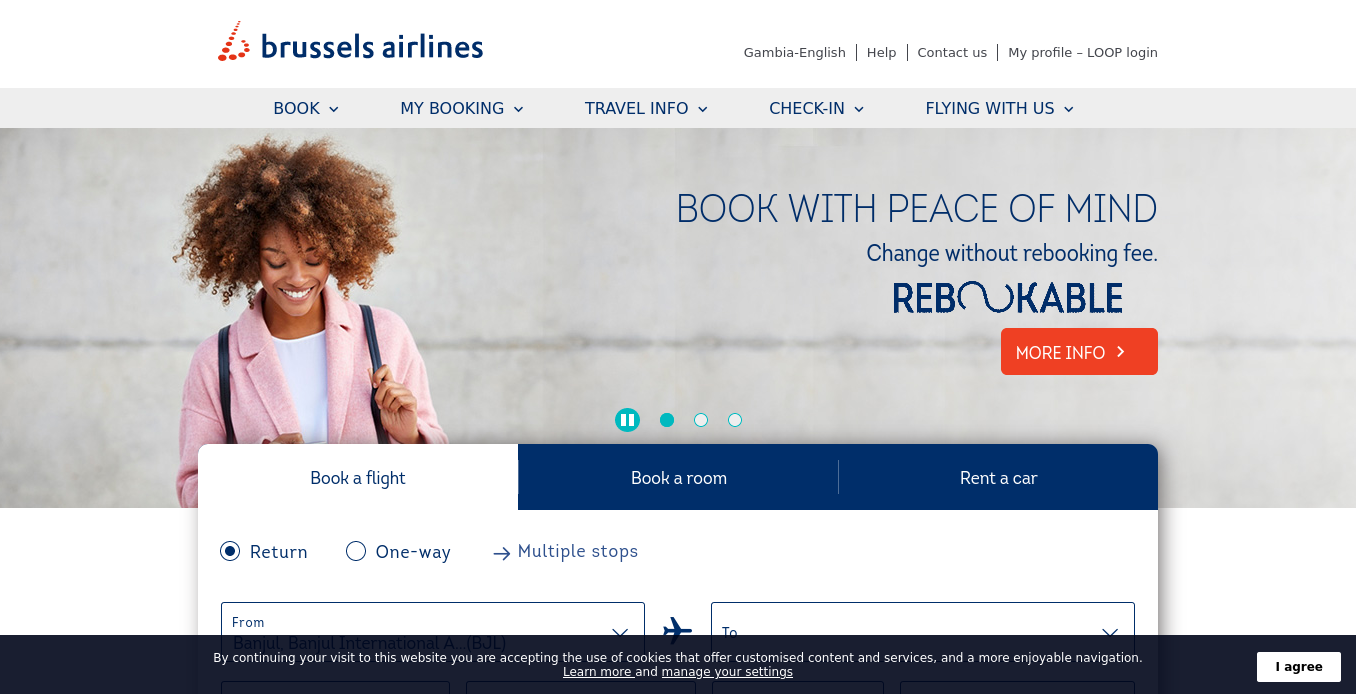 brussels airlines
Gambia-English
Help
Contact us
My profile – LOOP login
BOOK
MY BOOKING
TRAVEL INFO
CHECK-IN
FLYING WITH US
BOOK WITH PEACE OF MIND
Change without rebooking fee.
REBOOKABLE
MORE INFO
Book a flight
Book a room
Rent a car
Return
One-way
Multiple stops
From
Banjul, Banjul International A...(BJL)
To
By continuing your visit to this website you are accepting the use of cookies that offer customised content and services, and a more enjoyable navigation.
Learn more and manage your settings
I agree